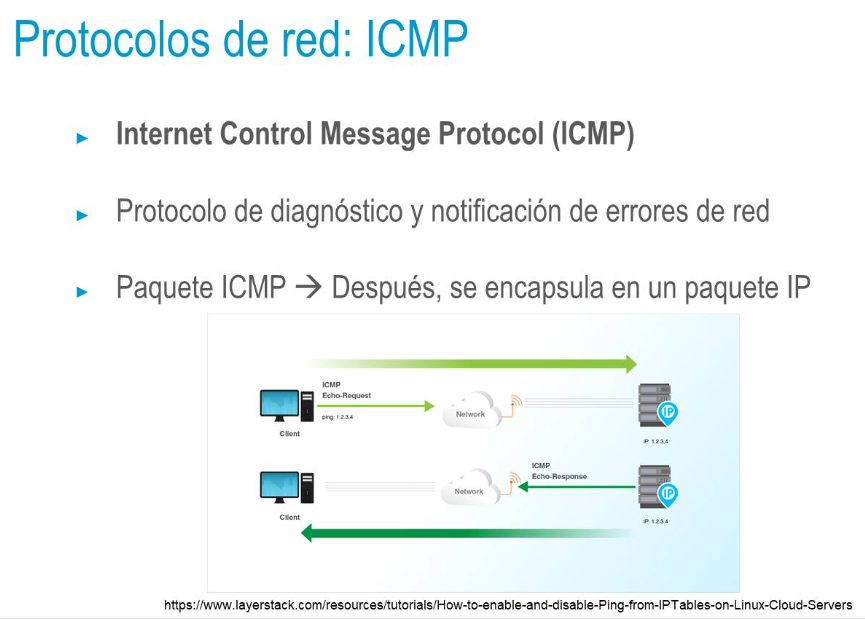 Protocolos de red: ICMP
► Internet Control Message Protocol (ICMP)
► Protocolo de diagnóstico y notificación de errores de red
► Paquete ICMP → Después, se encapsula en un paquete IP
ICMP
Echo-Request
ping: 1.2.3.4
Client
Network
IP
IP: 1.2.3.4
ICMP
Echo-Response
Client
Network
IP
IP: 1.2.3.4
https://www.layerstack.com/resources/tutorials/How-to-enable-and-disable-Ping-from-IPTables-on-Linux-Cloud-Servers